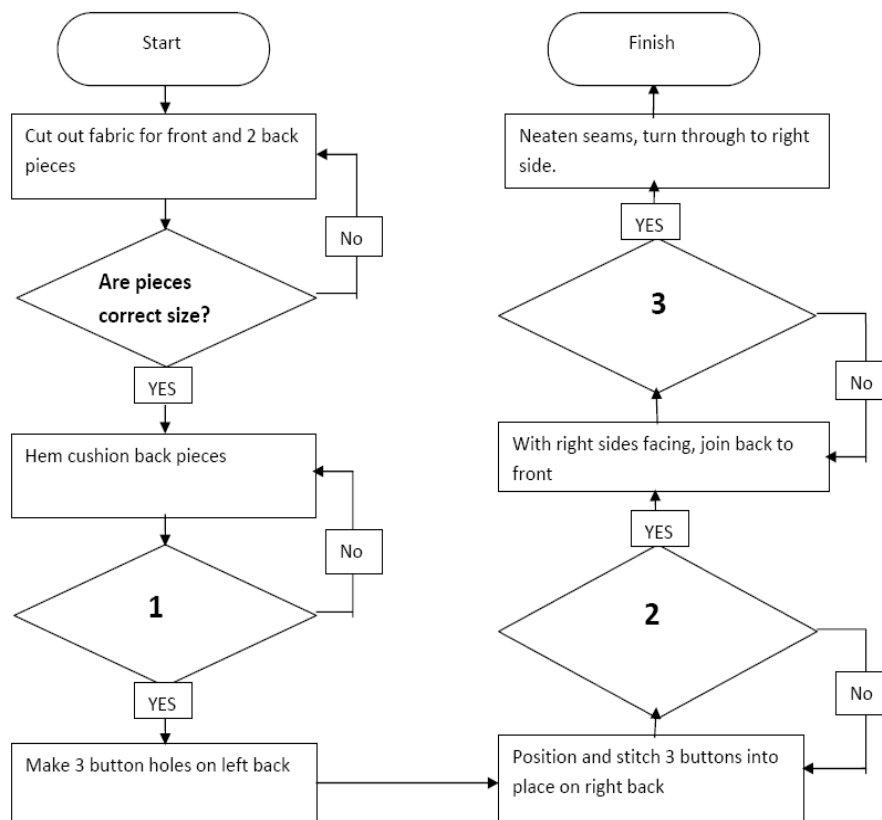 Start
Cut out fabric for front and 2 back
pieces
No
Are pieces
correct size?
YES
Hem cushion back pieces
No
1
YES
Make 3 button holes on left back
Position and stitch 3 buttons into
place on right back
No
2
YES
With right sides facing, join back to
front
No
3
YES
Neaten seams, turn through to right
side.
Finish